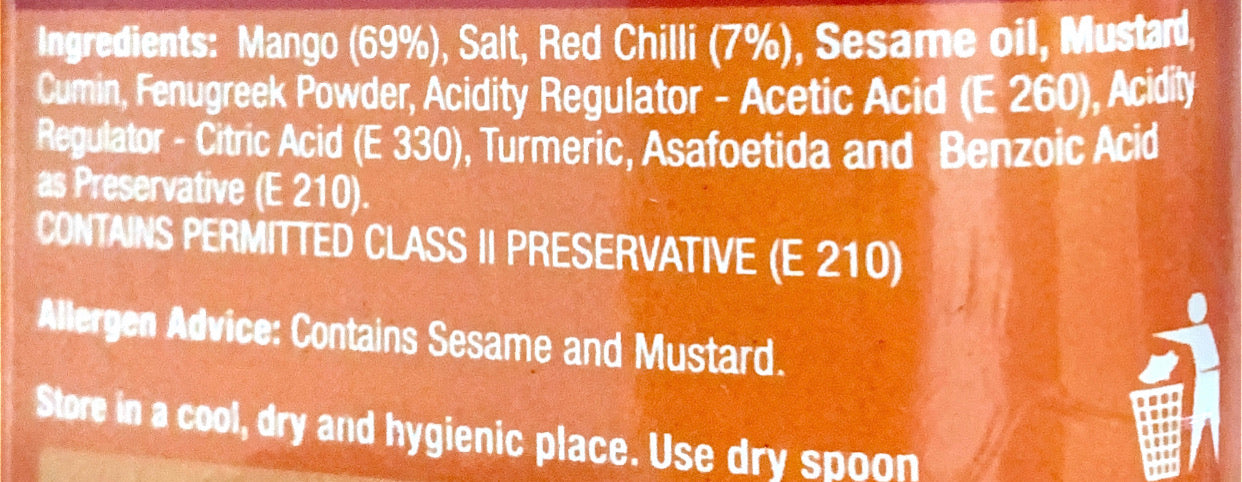 Ingredients: Mango (69%), Salt, Red Chilli (7%), Sesame oil, Mustard,
Cumin, Fenugreek Powder, Acidity Regulator - Acetic Acid (E 260), Acidity
Regulator - Citric Acid (E 330), Turmeric, Asafoetida and Benzoic Acid
as Preservative (E 210).
CONTAINS PERMITTED CLASS II PRESERVATIVE (E 210)
Allergen Advice: Contains Sesame and Mustard.
Store in a cool, dry and hygienic place. Use dry spoon